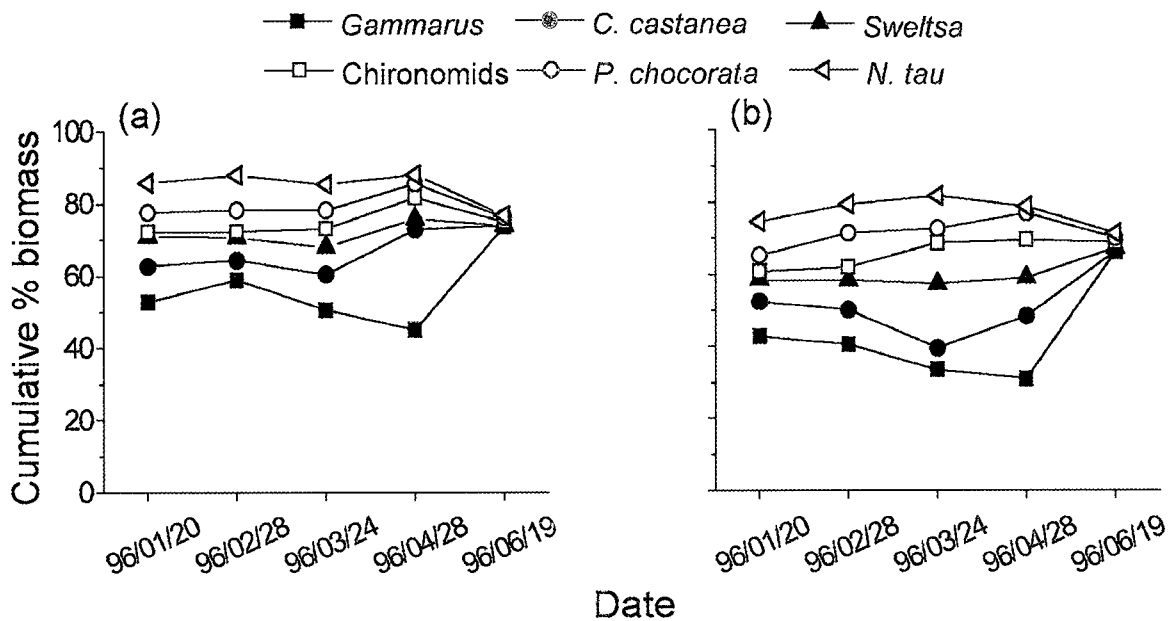 Gammarus C. castanea Sweltsa
Chironomids P. chocorata N. tau
(a) (b)
Cumulative % biomass
100
80
60
40
20
0
96/01/20 96/02/28 96/03/24 96/04/28 96/06/19
96/01/20 96/02/28 96/03/24 96/04/28 96/06/19
Date